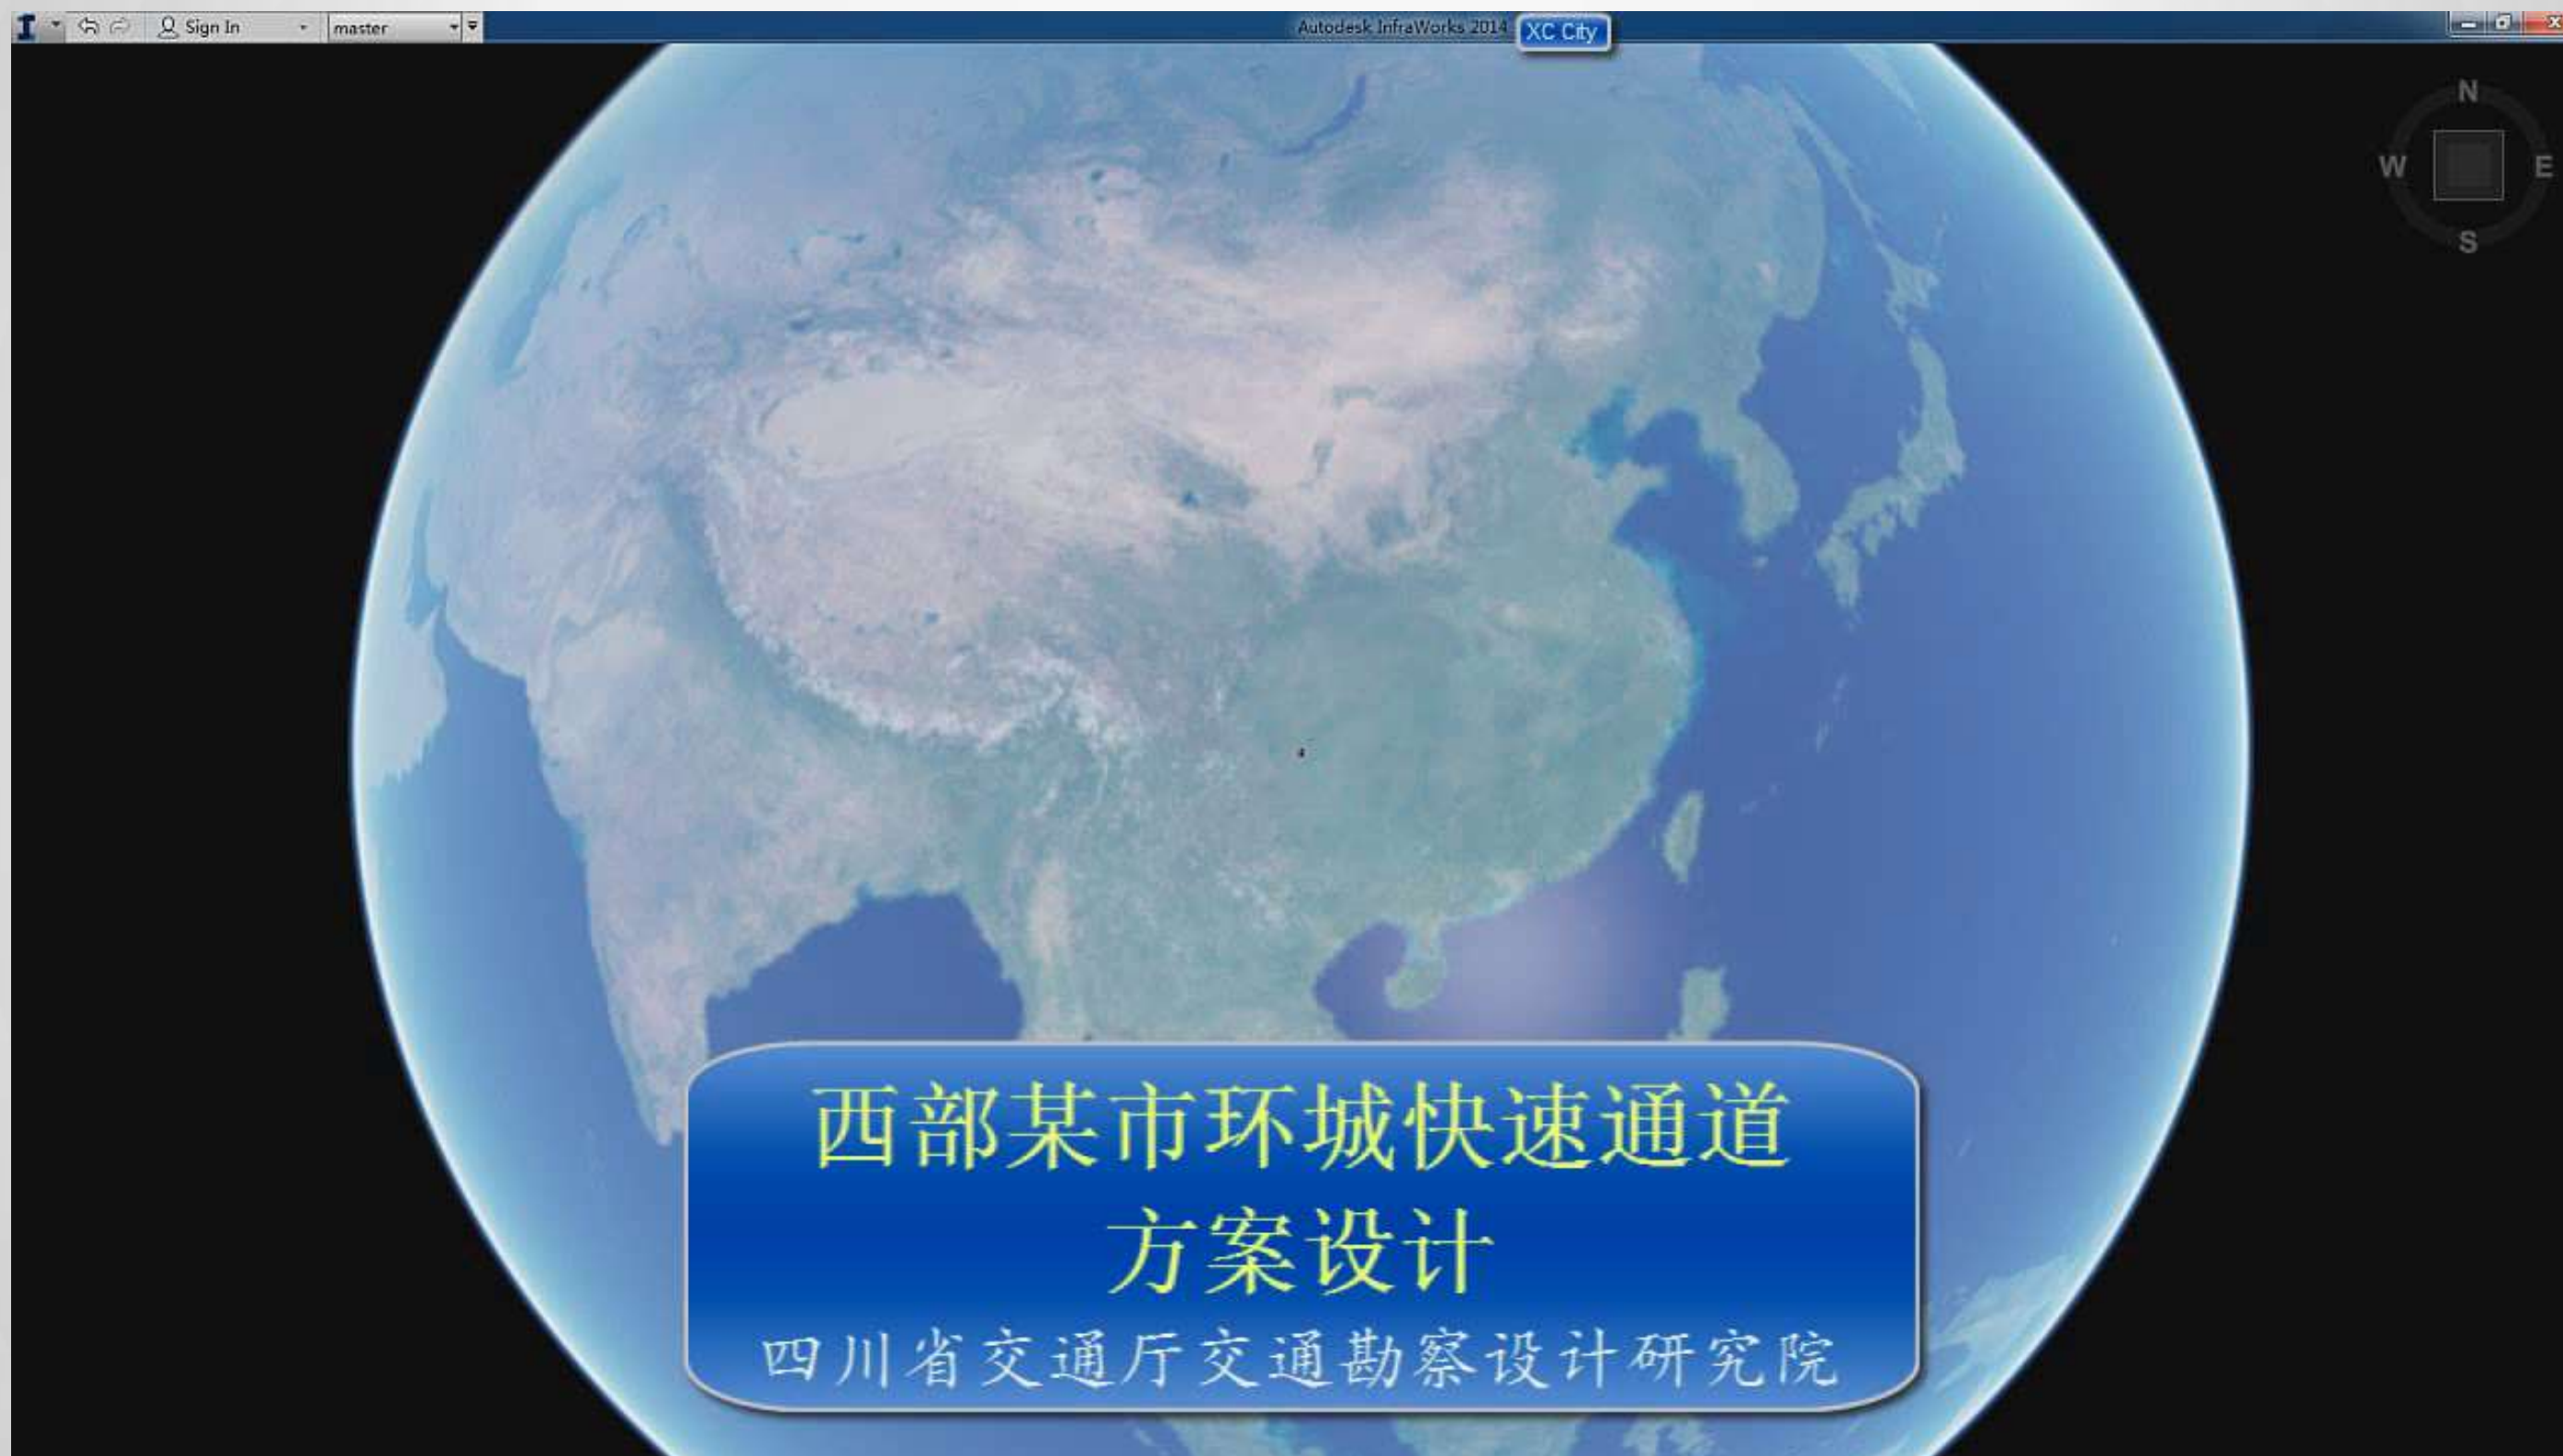 Sign In
master
Autodesk InfraWorks 2014
XC City
N
W
E
S
西部某市环城快速通道
方案设计
四川省交通厅交通勘察设计研究院